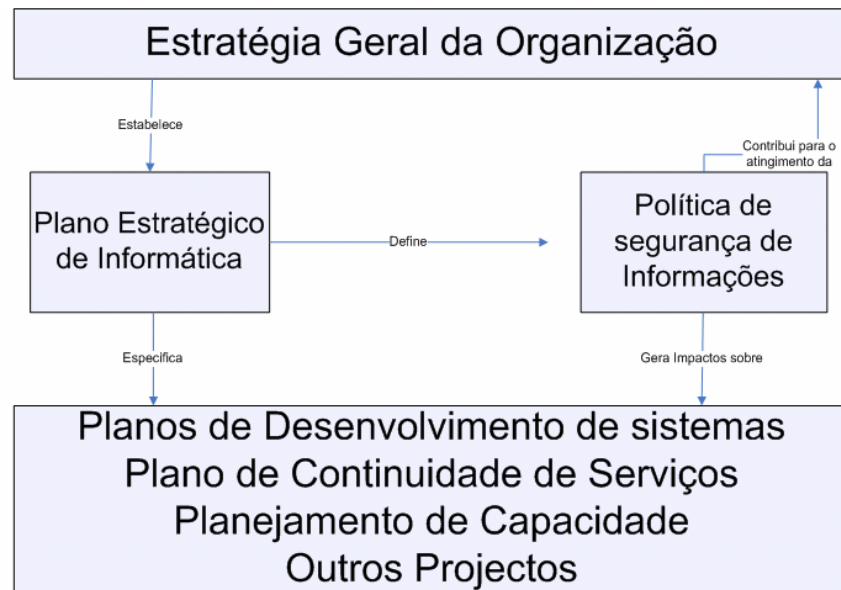 Estratégia Geral da Organização
Estabelece
Contribui para o
atingimento da
Plano Estratégico
de Informática
Define
Política de
segurança de
Informações
Especifica
Gera Impactos sobre
Planos de Desenvolvimento de sistemas
Plano de Continuidade de Serviços
Planejamento de Capacidade
Outros Projectos